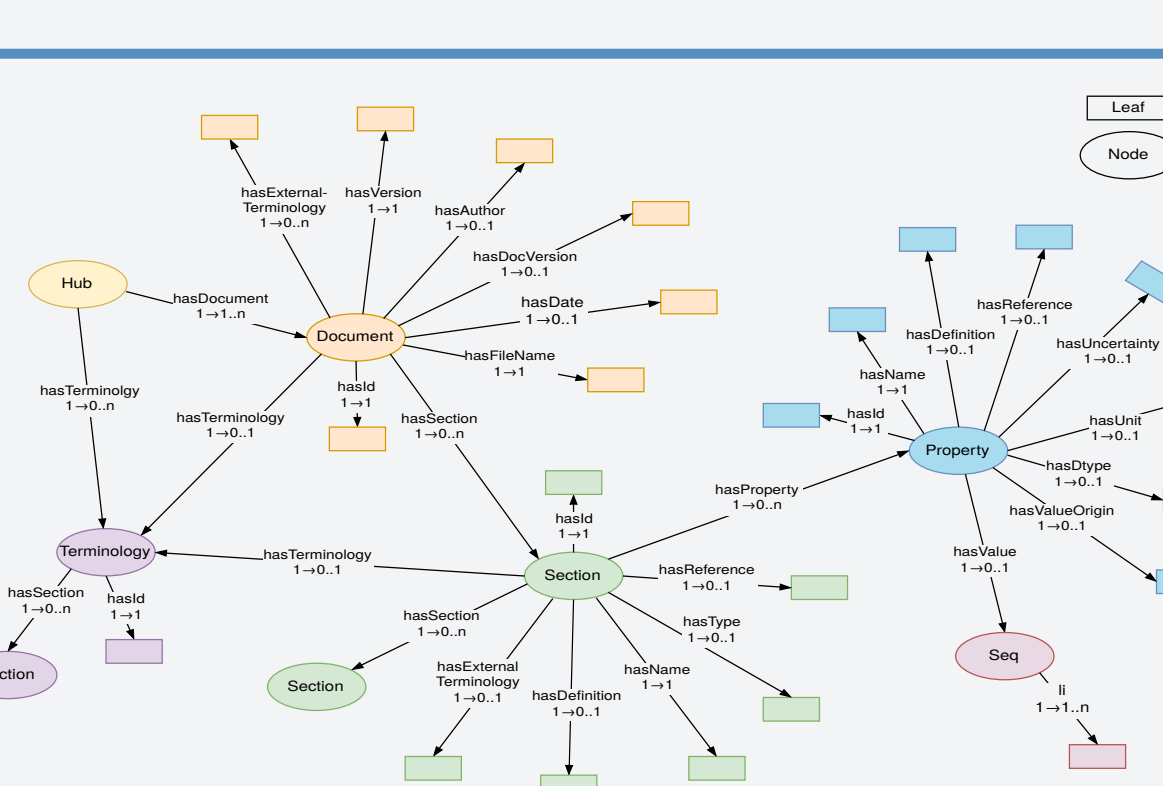 Leaf
Node
hasExternal-
Terminology
1→0..n
hasVersion
1→1
hasAuthor
1→0..1
hasDocVersion
1→0..1
Hub
hasDocument
1→1..n
hasDate
1→0..1
Document
hasFileName
1→1
hasId
1→1
hasTerminolgy
1→0..n
hasTerminology
1→0..1
hasSection
1→0..n
hasReference
1→0..1
hasDefinition
1→0..1
hasUncertainty
1→0..1
hasName
1→1
hasId
1→1
hasUnit
1→0..1
Property
hasDtype
1→0..1
hasProperty
1→0..n
hasValueOrigin
1→0..1
hasId
1→1
hasValue
1→0..1
Terminology
hasTerminology
1→0..1
Section
hasReference
1→0..1
hasSection
1→0..n
hasId
1→1
hasSection
1→0..n
hasType
1→0..1
ction
Section
hasExternal
Terminology
1→0..1
hasDefinition
1→0..1
hasName
1→1
Seq
li
1→1..n